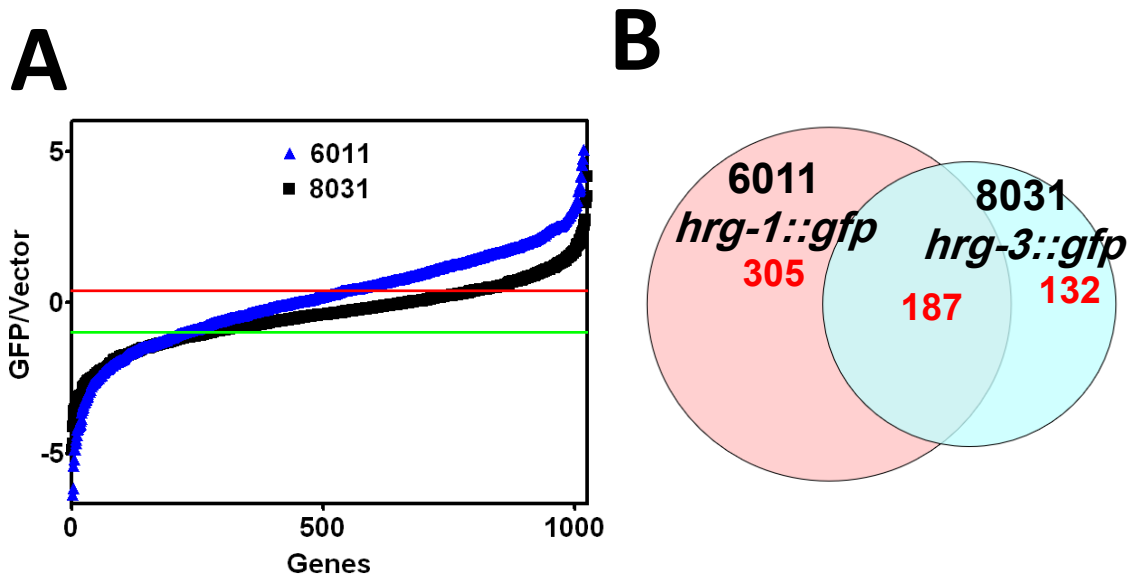 A
B
5
0
-5
GFP/Vector
6011
8031
0
500
1000
Genes
6011
hrg-1::gfp
305
8031
hrg-3::gfp
132
187